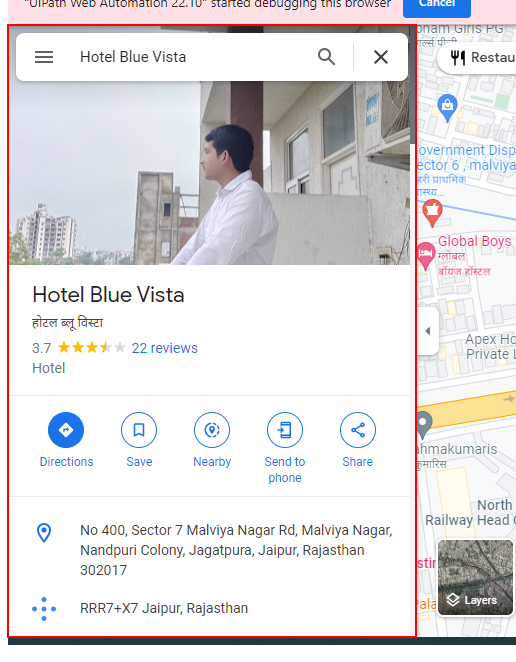 "UiPath Web Automation 22.10" started debugging this browser
Cancel
Hotel Blue Vista
Hotel Blue Vista
होटल ब्लू विस्टा
3.7
22 reviews
Hotel
Directions
Save
Nearby
Send to
phone
Share
No 400, Sector 7 Malviya Nagar Rd, Malviya Nagar,
Nandpuri Colony, Jagatpura, Jaipur, Rajasthan
302017
RRR7+X7 Jaipur, Rajasthan
Girls PG
Restau
overnment Disp
ector 6 , malviya
प्राथमिक
Global Boys
ग्लोबल
बॉयज हॉस्टल
Apex Ho
Private L
ahmakumaris
कुमारिस
North
Railway Head
Layers